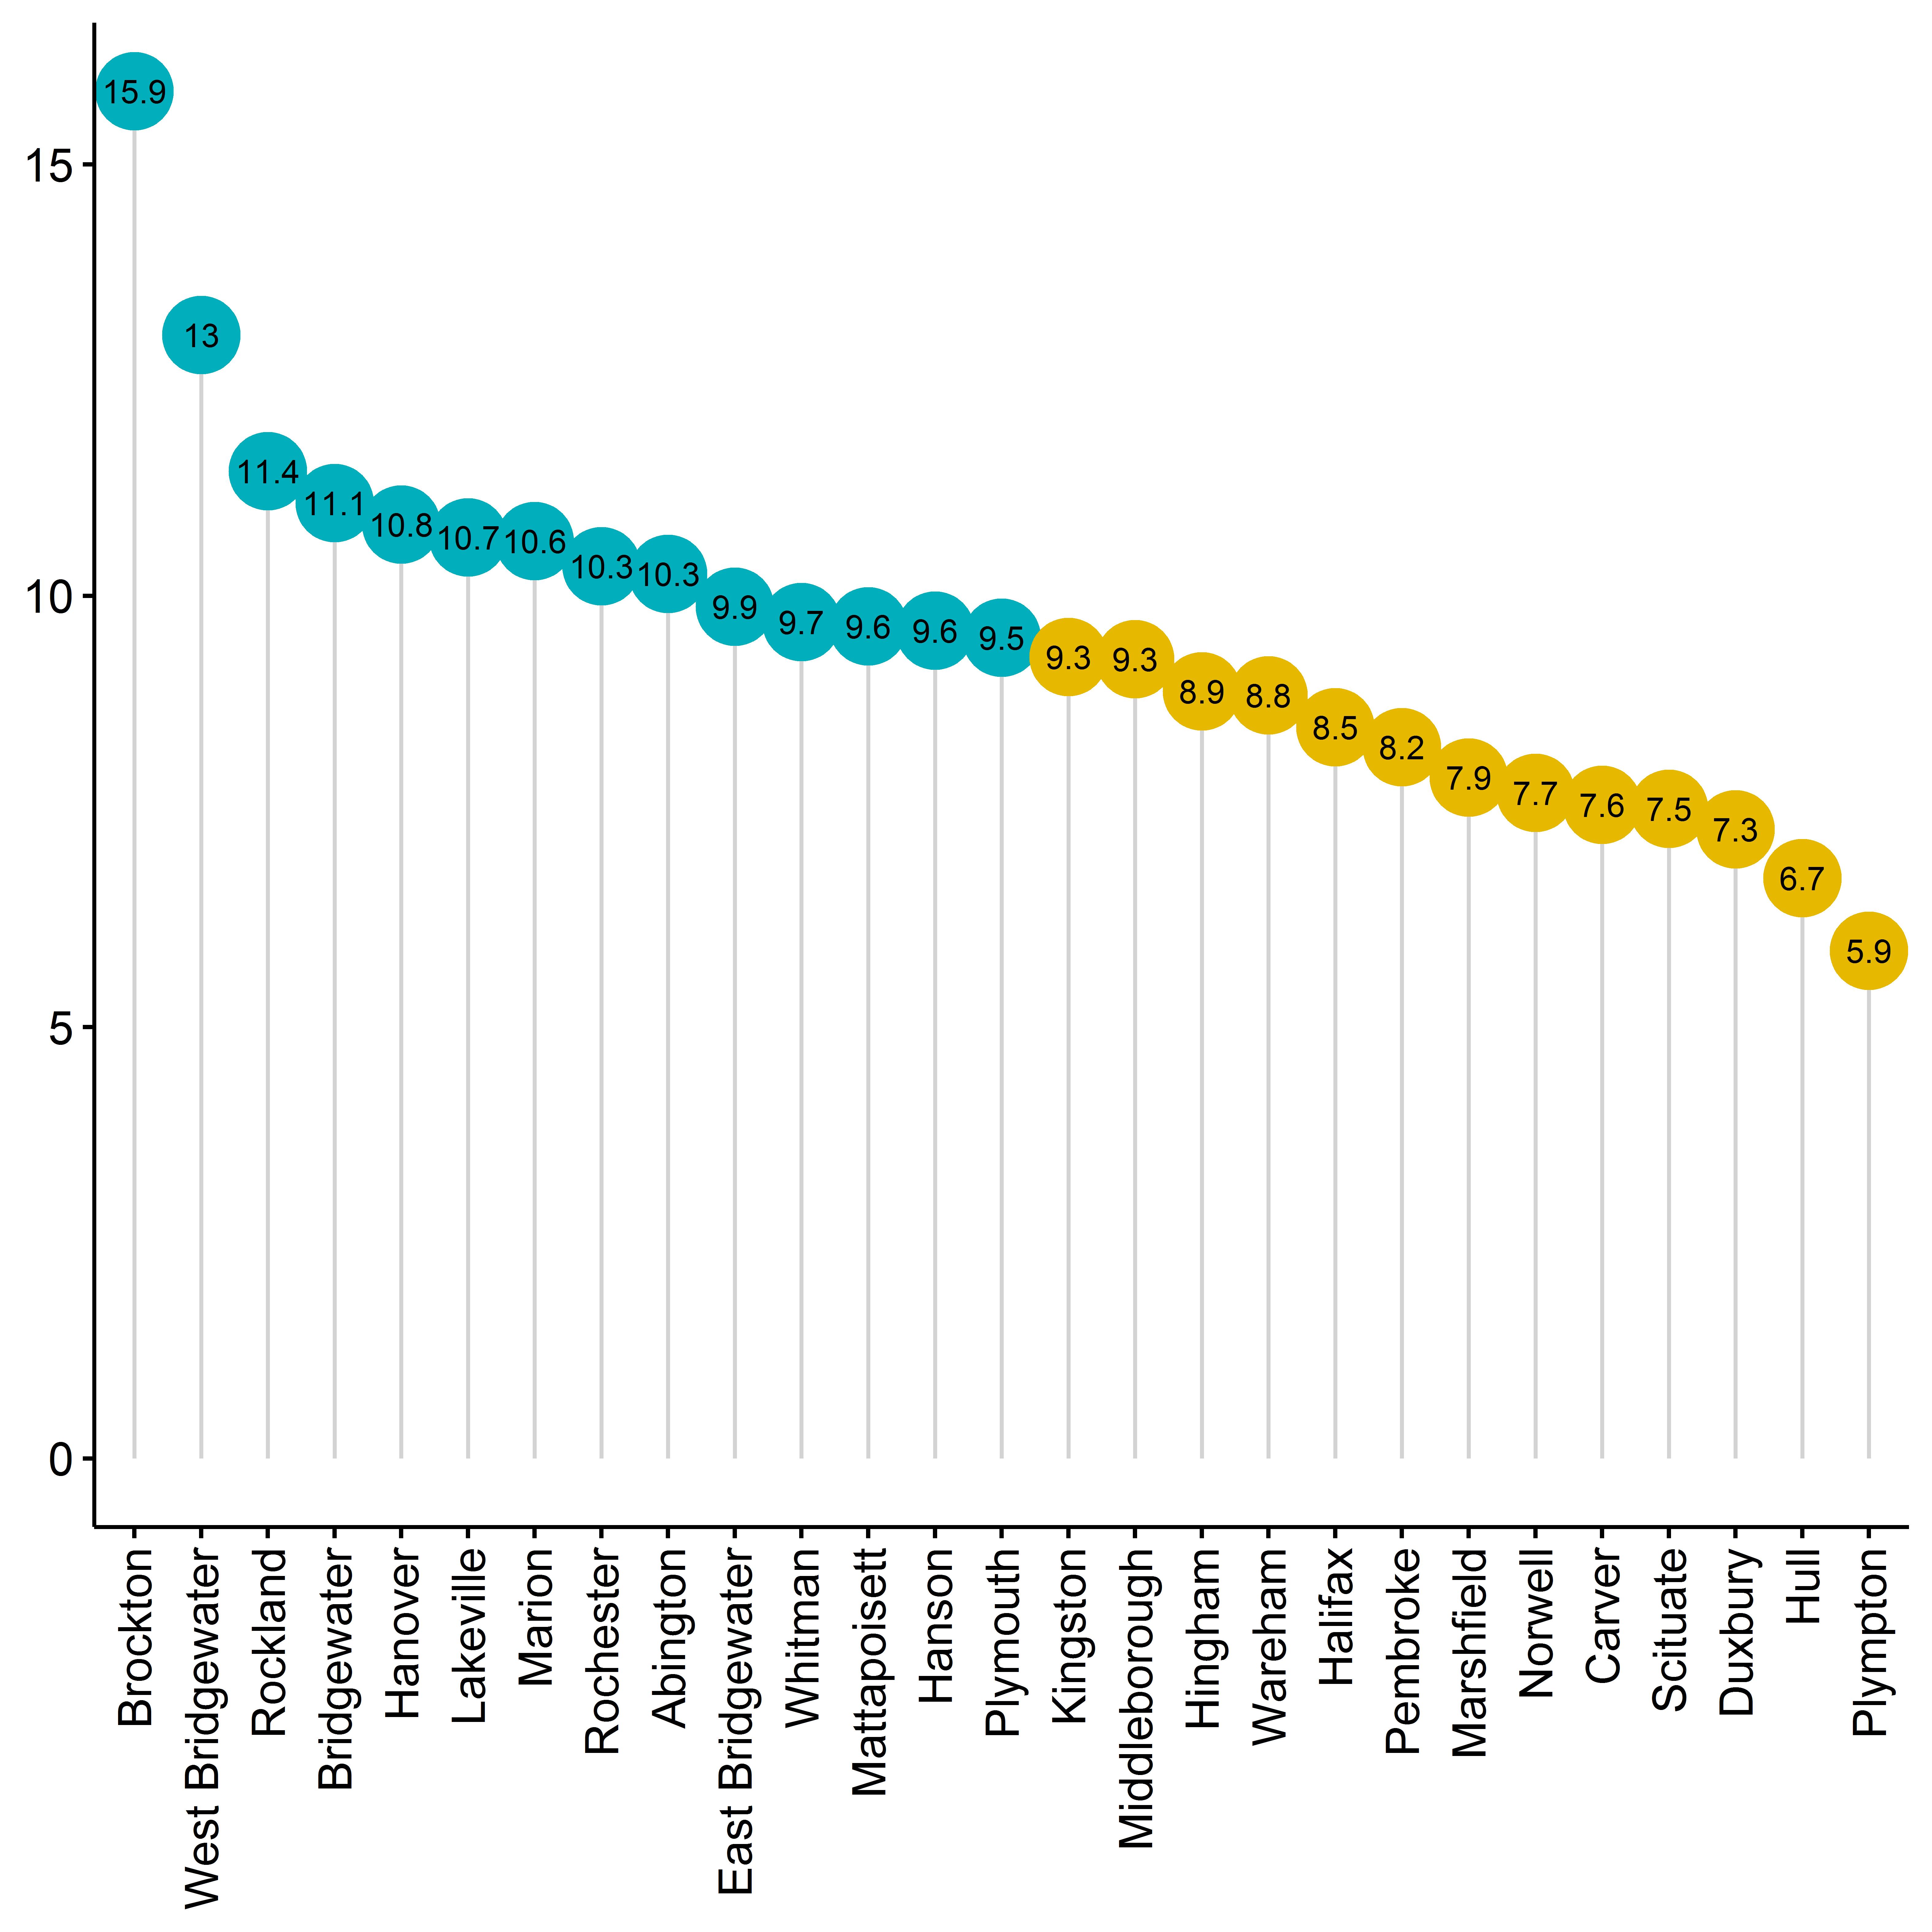 15
10
5
0
15.9
13
11.4
11.1
10.8
10.7
10.6
10.3
10.3
9.9
9.7
9.6
9.6
9.5
9.3
9.3
8.9
8.8
8.5
8.2
7.9
7.7
7.6
7.5
7.3
6.7
5.9
Brockton
West Bridgewater
Rockland
Bridgewater
Hanover
Lakeville
Marion
Rochester
Abington
East Bridgewater
Whitman
Mattapoisett
Hanson
Plymouth
Kingston
Middleborough
Hingham
Wareham
Halifax
Pembroke
Marshfield
Norwell
Carver
Scituate
Duxbury
Hull
Plympton